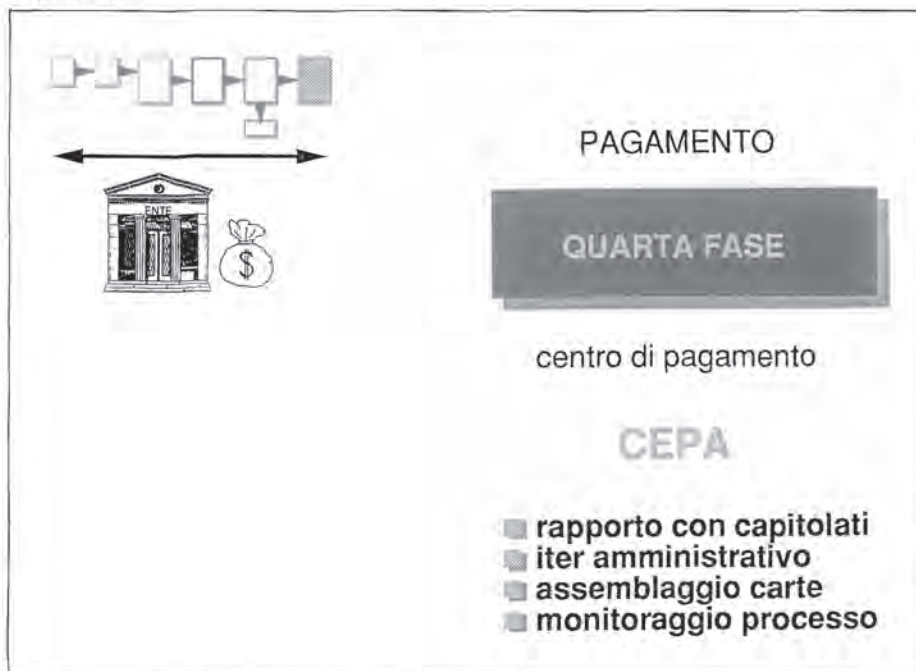 ENTE
$
PAGAMENTO
QUARTA FASE
centro di pagamento
CEPA
rapporto con capitolati
iter amministrativo
assemblaggio carte
monitoraggio processo